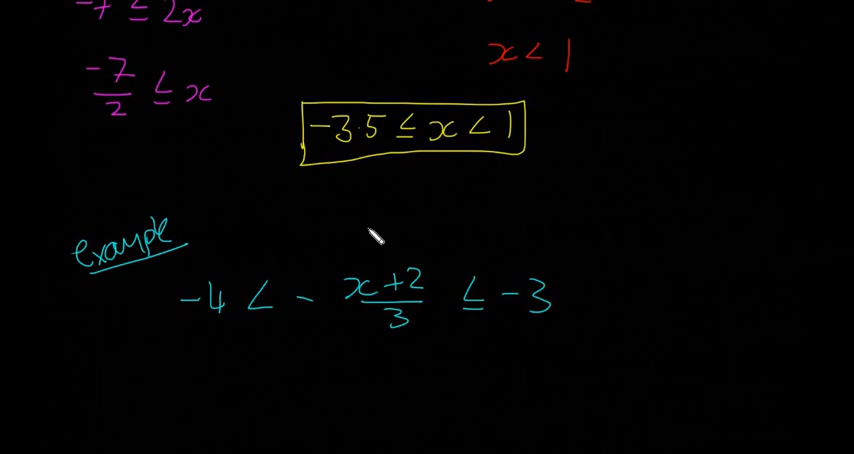 -7 ≤ 2x
x < 1
-7/2 ≤ x
-3.5 ≤ x < 1
example
-4 < - (x+2)/3 ≤ -3